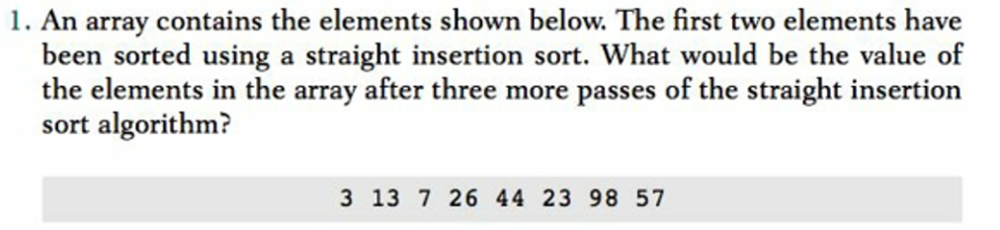 1. An array contains the elements shown below. The first two elements have
been sorted using a straight insertion sort. What would be the value of
the elements in the array after three more passes of the straight insertion
sort algorithm?
3 13 7 26 44 23 98 57